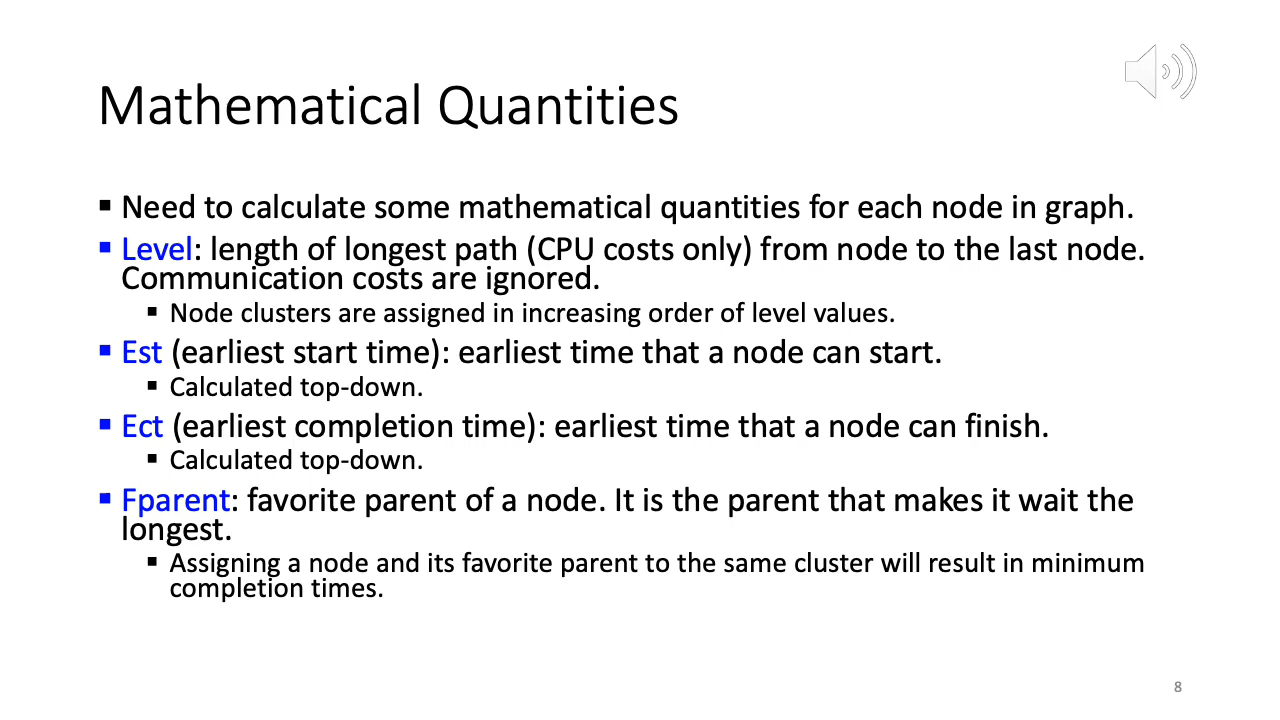 Mathematical Quantities
▪ Need to calculate some mathematical quantities for each node in graph.
▪ Level: length of longest path (CPU costs only) from node to the last node.
Communication costs are ignored.
▪ Node clusters are assigned in increasing order of level values.
▪ Est (earliest start time): earliest time that a node can start.
▪ Calculated top-down.
▪ Ect (earliest completion time): earliest time that a node can finish.
▪ Calculated top-down.
▪ Fparent: favorite parent of a node. It is the parent that makes it wait the
longest.
▪ Assigning a node and its favorite parent to the same cluster will result in minimum
completion times.
8